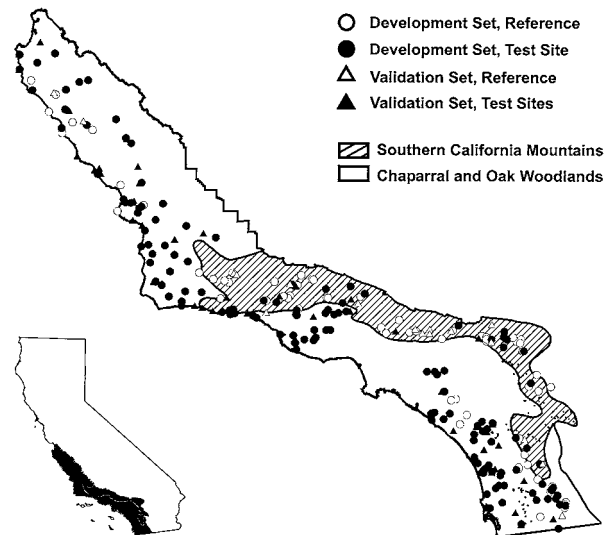 Development Set, Reference
Development Set, Test Site
Validation Set, Reference
Validation Set, Test Sites
Southern California Mountains
Chaparral and Oak Woodlands